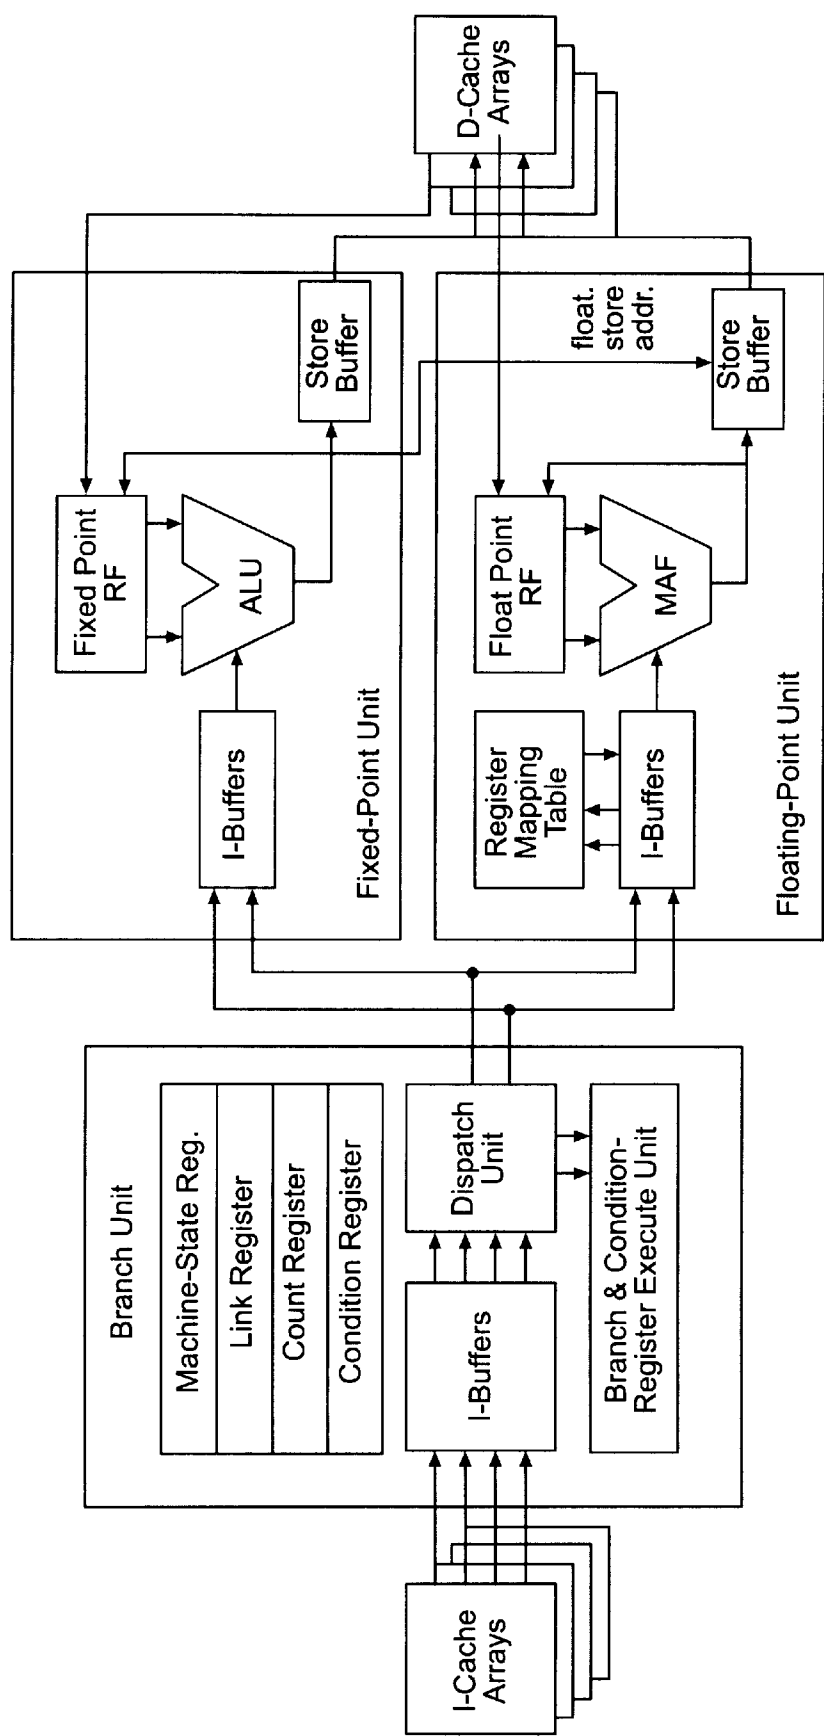 I-Cache
Arrays
Branch Unit
Machine-State Reg.
Link Register
Count Register
Condition Register
I-Buffers
Dispatch
Unit
Branch & Condition-
Register Execute Unit
I-Buffers
Fixed Point
RF
ALU
Store
Buffer
Fixed-Point Unit
Register
Mapping
Table
I-Buffers
Float Point
RF
MAF
float.
store
addr.
Store
Buffer
Floating-Point Unit
D-Cache
Arrays